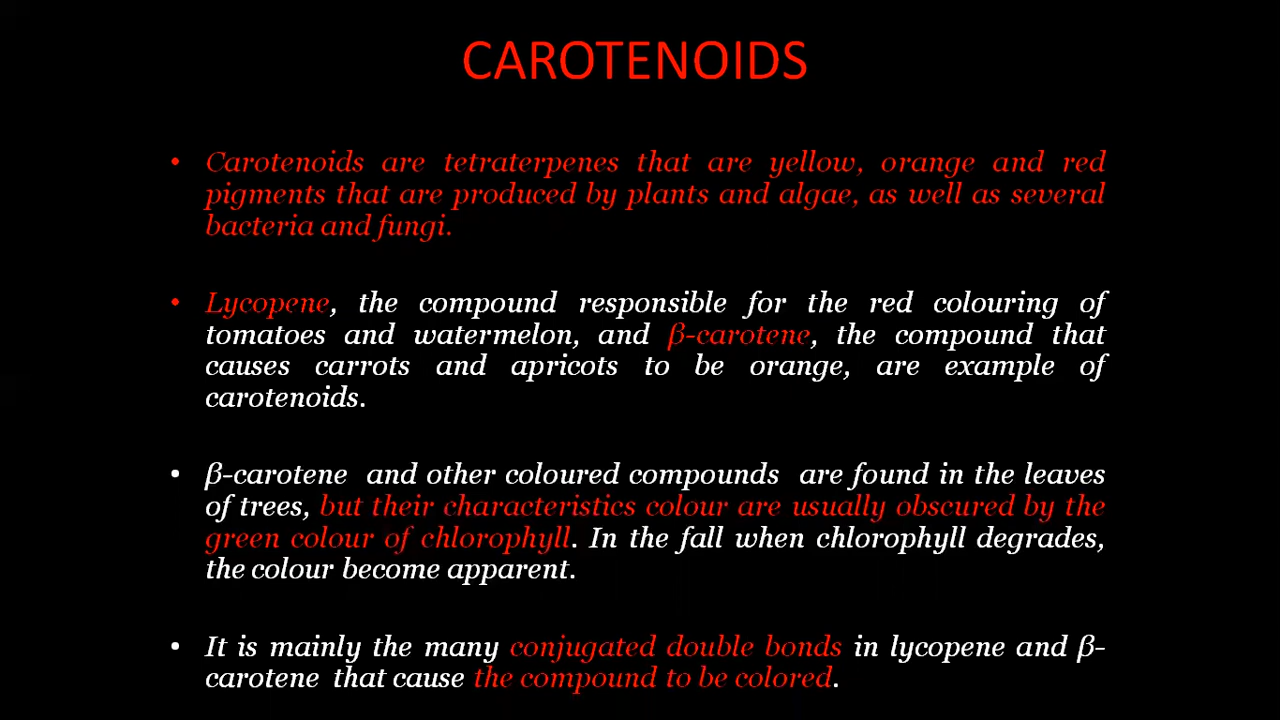 CAROTENOIDS
• Carotenoids are tetraterpenes that are yellow, orange and red
pigments that are produced by plants and algae, as well as several
bacteria and fungi.
• Lycopene, the compound responsible for the red colouring of
tomatoes and watermelon, and β-carotene, the compound that
causes carrots and apricots to be orange, are example of
carotenoids.
• β-carotene and other coloured compounds are found in the leaves
of trees, but their characteristics colour are usually obscured by the
green colour of chlorophyll. In the fall when chlorophyll degrades,
the colour become apparent.
• It is mainly the many conjugated double bonds in lycopene and β-
carotene that cause the compound to be colored.